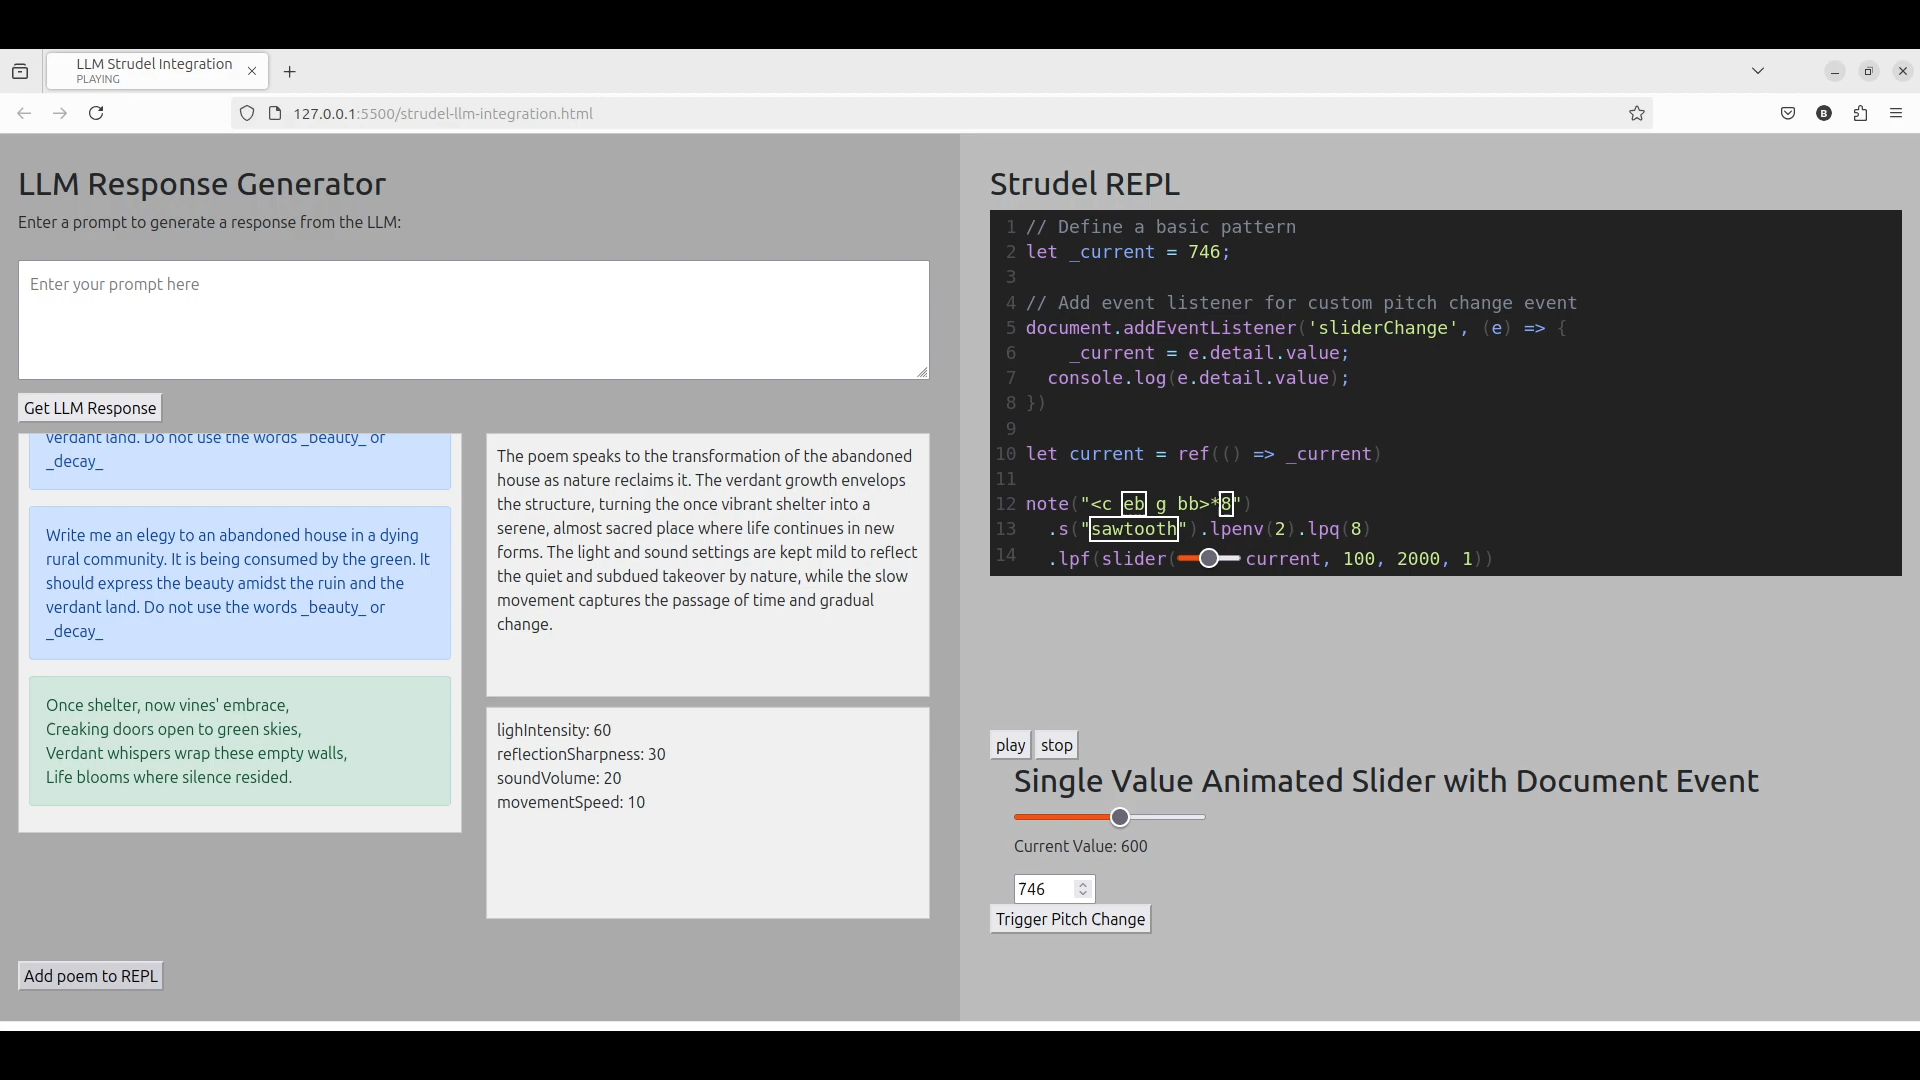 LLM Strudel Integration
PLAYING
127.0.0.1:5500/strudel-llm-integration.html
B
LLM Response Generator
Enter a prompt to generate a response from the LLM:
Enter your prompt here
Get LLM Response
verdant land. Do not use the words _beauty_ or
_decay_
Write me an elegy to an abandoned house in a dying
rural community. It is being consumed by the green. It
should express the beauty amidst the ruin and the
verdant land. Do not use the words _beauty_ or
_decay_
Once shelter, now vines' embrace,
Creaking doors open to green skies,
Verdant whispers wrap these empty walls,
Life blooms where silence resided.
The poem speaks to the transformation of the abandoned
house as nature reclaims it. The verdant growth envelops
the structure, turning the once vibrant shelter into a
serene, almost sacred place where life continues in new
forms. The light and sound settings are kept mild to reflect
the quiet and subdued takeover by nature, while the slow
movement captures the passage of time and gradual
change.
lighIntensity: 60
reflectionSharpness: 30
soundVolume: 20
movementSpeed: 10
Add poem to REPL
Strudel REPL
1 // Define a basic pattern
2 let _current = 746;
3
4 // Add event listener for custom pitch change event
5 document.addEventListener('sliderChange', (e) => {
6     _current = e.detail.value;
7   console.log(e.detail.value);
8 })
9
10 let current = ref(() => _current)
11
12 note("<c eb g bb>*8")
13   .s("sawtooth").lpenv(2).lpq(8)
14   .lpf(slider(current, 100, 2000, 1))
play stop
Single Value Animated Slider with Document Event
Current Value: 600
746
Trigger Pitch Change